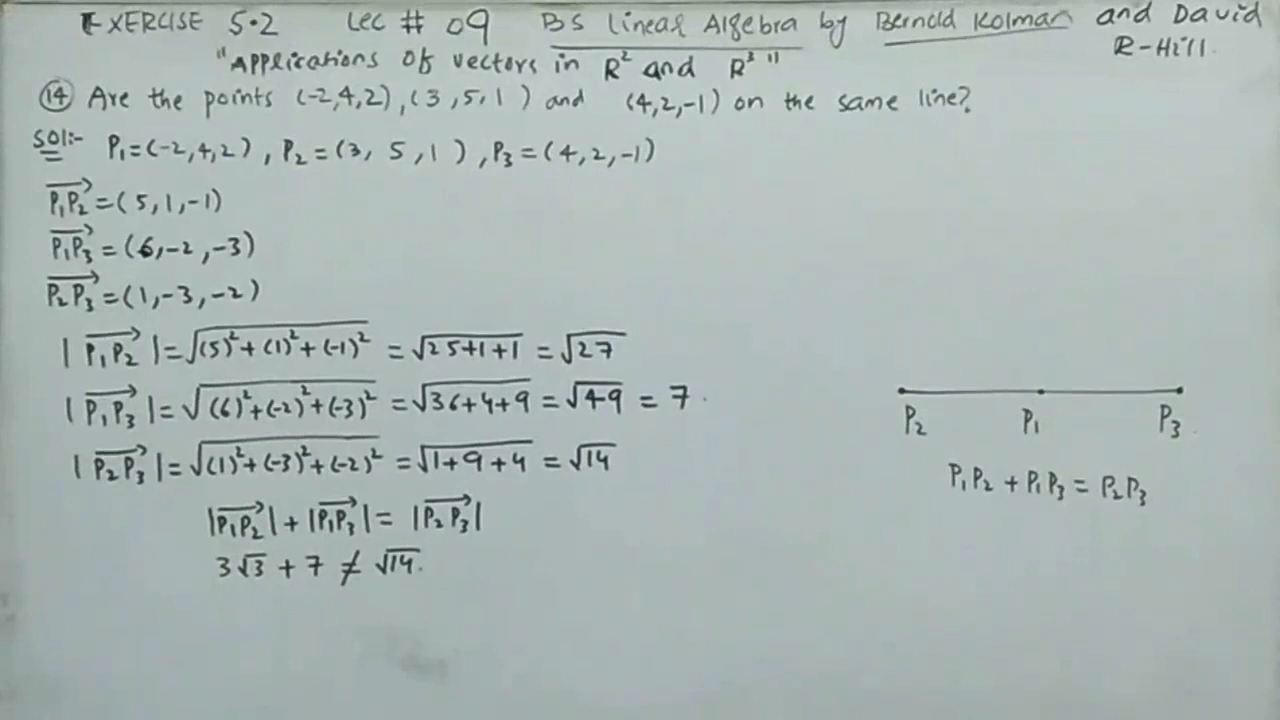 EXERCISE 5.2 Lec # 09 BS Linear Algebra by Bernald Kolman and David R-Hill.
"Applications of vectors in R² and R³"
(14) Are the points (-2,4,2), (3,5,1) and (4,2,-1) on the same line?
Sol:- P₁=(-2,4,2), P₂=(3, 5, 1), P₃=(4,2,-1)
P₁P₂=(5,1,-1)
P₁P₃=(6,-2,-3)
P₂P₃=(1,-3,-2)
|P₁P₂|=√(5)²+(1)²+(-1)² = √25+1+1 = √27
|P₁P₃|=√(6)²+(-2)²+(-3)² = √36+4+9 = √49 = 7.
|P₂P₃|=√(1)²+(-3)²+(-2)² = √1+9+4 = √14
|P₁P₂|+|P₁P₃|= |P₂P₃|
3√3 + 7 ≠ √14.
P₂ P₁ P₃
P₁P₂ + P₁P₃ = P₂P₃